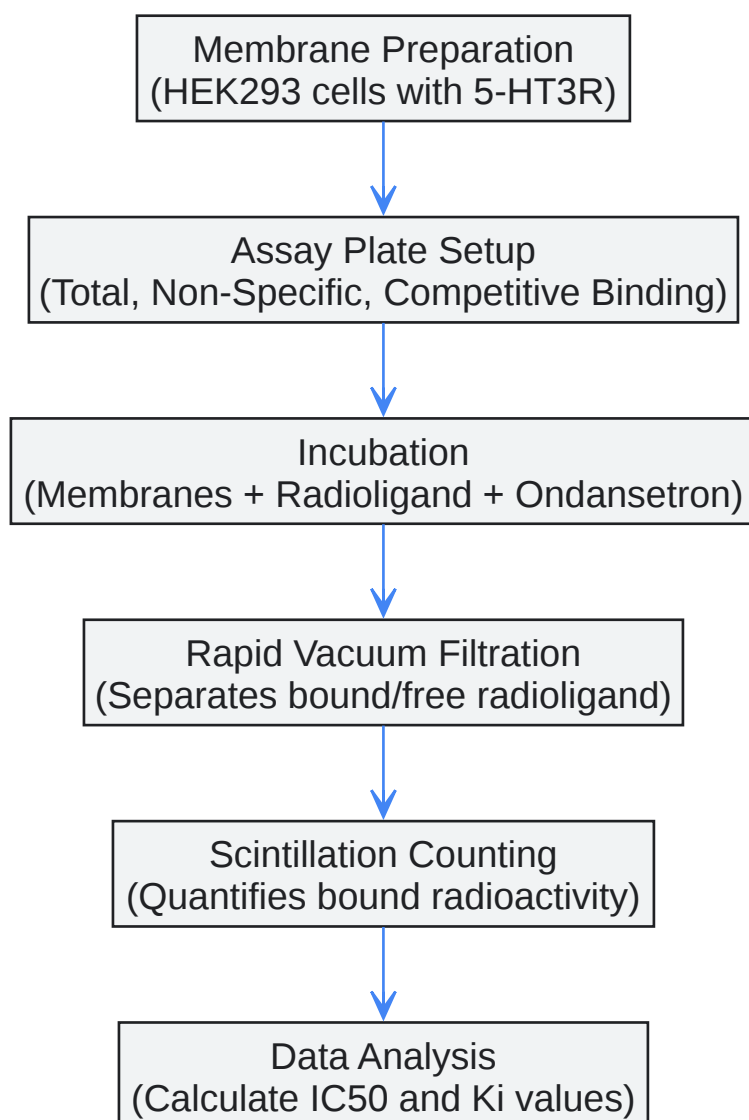 Membrane Preparation
(HEK293 cells with 5-HT3R)
Assay Plate Setup
(Total, Non-Specific, Competitive Binding)
Incubation
(Membranes + Radioligand + Ondansetron)
Rapid Vacuum Filtration
(Separates bound/free radioligand)
Scintillation Counting
(Quantifies bound radioactivity)
Data Analysis
(Calculate IC50 and Ki values)